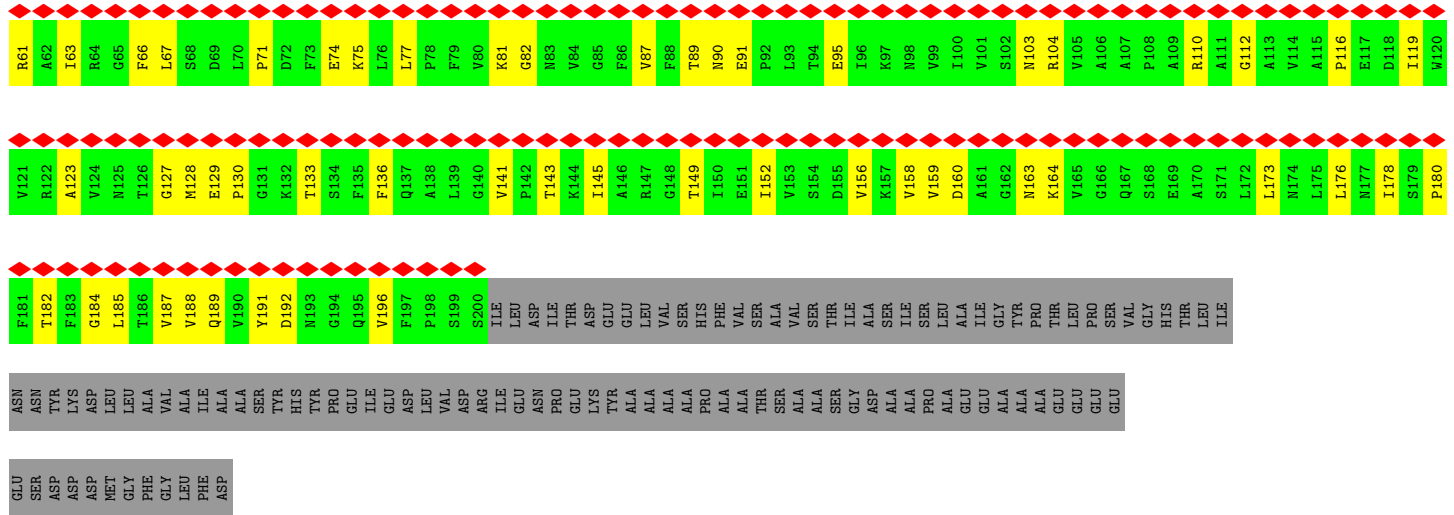 R61 A62 I63 R64 G65 F66 L67 S68 D69 L70 P71 D72 F73 E74 K75 L76 L77 P78 F79 V80 K81 G82 N83 V84 G85 F86 V87 F88 T89 N90 E91 P92 L93 T94 E95 I96 K97 N98 V99 I100 V101 S102 N103 R104 V105 A106 A107 P108 A109 R110 A111 G112 A113 V114 A115 P116 E117 D118 I119 W120
V121 R122 A123 V124 N125 T126 G127 M128 E129 P130 G131 K132 T133 S134 F135 F136 Q137 A138 L139 G140 V141 P142 T143 K144 I145 A146 R147 G148 T149 I150 E151 I152 V153 S154 D155 V156 K157 V158 V159 D160 A161 G162 N163 K164 V165 G166 Q167 S168 E169 A170 S171 L172 L173 N174 L175 L176 N177 I178 S179 P180
F181 T182 F183 G184 L185 T186 V187 V188 Q189 V190 Y191 D192 N193 G194 Q195 V196 F197 P198 S199 S200 ILE LEU ASP ILE THR ASP GLU GLU LEU VAL SER HIS PHE VAL SER ALA VAL SER THR ILE ALA SER ILE SER LEU ALA ILE GLY TYR PRO THR LEU PRO SER VAL GLY HIS THR LEU ILE
ASN ASN TYR LYS ASP LEU LEU ALA VAL ALA ILE ALA ALA SER TYR HIS TYR PRO GLU ILE GLU ASP LEU VAL ASP ARG ILE GLU ASN PRO GLU LYS TYR ALA ALA ALA ALA PRO ALA ALA THR SER ALA ALA SER GLY ASP ALA ALA PRO ALA GLU GLU ALA ALA ALA GLU GLU GLU GLU
GLU SER ASP ASP ASP MET GLY PHE GLY LEU PHE ASP